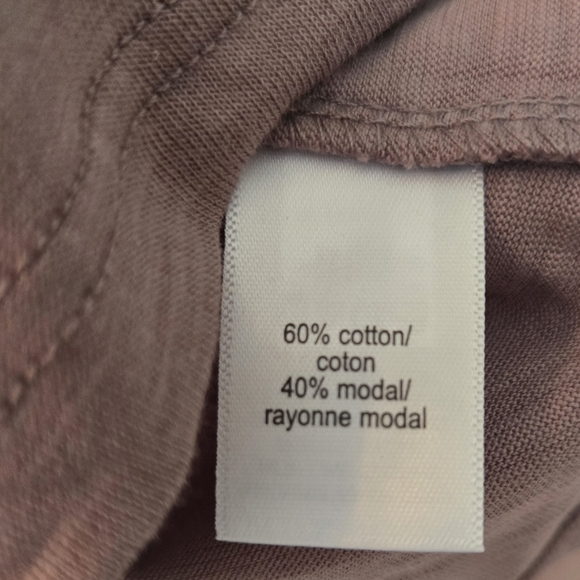 60% cotton/
coton
40% modal/
rayonne modal